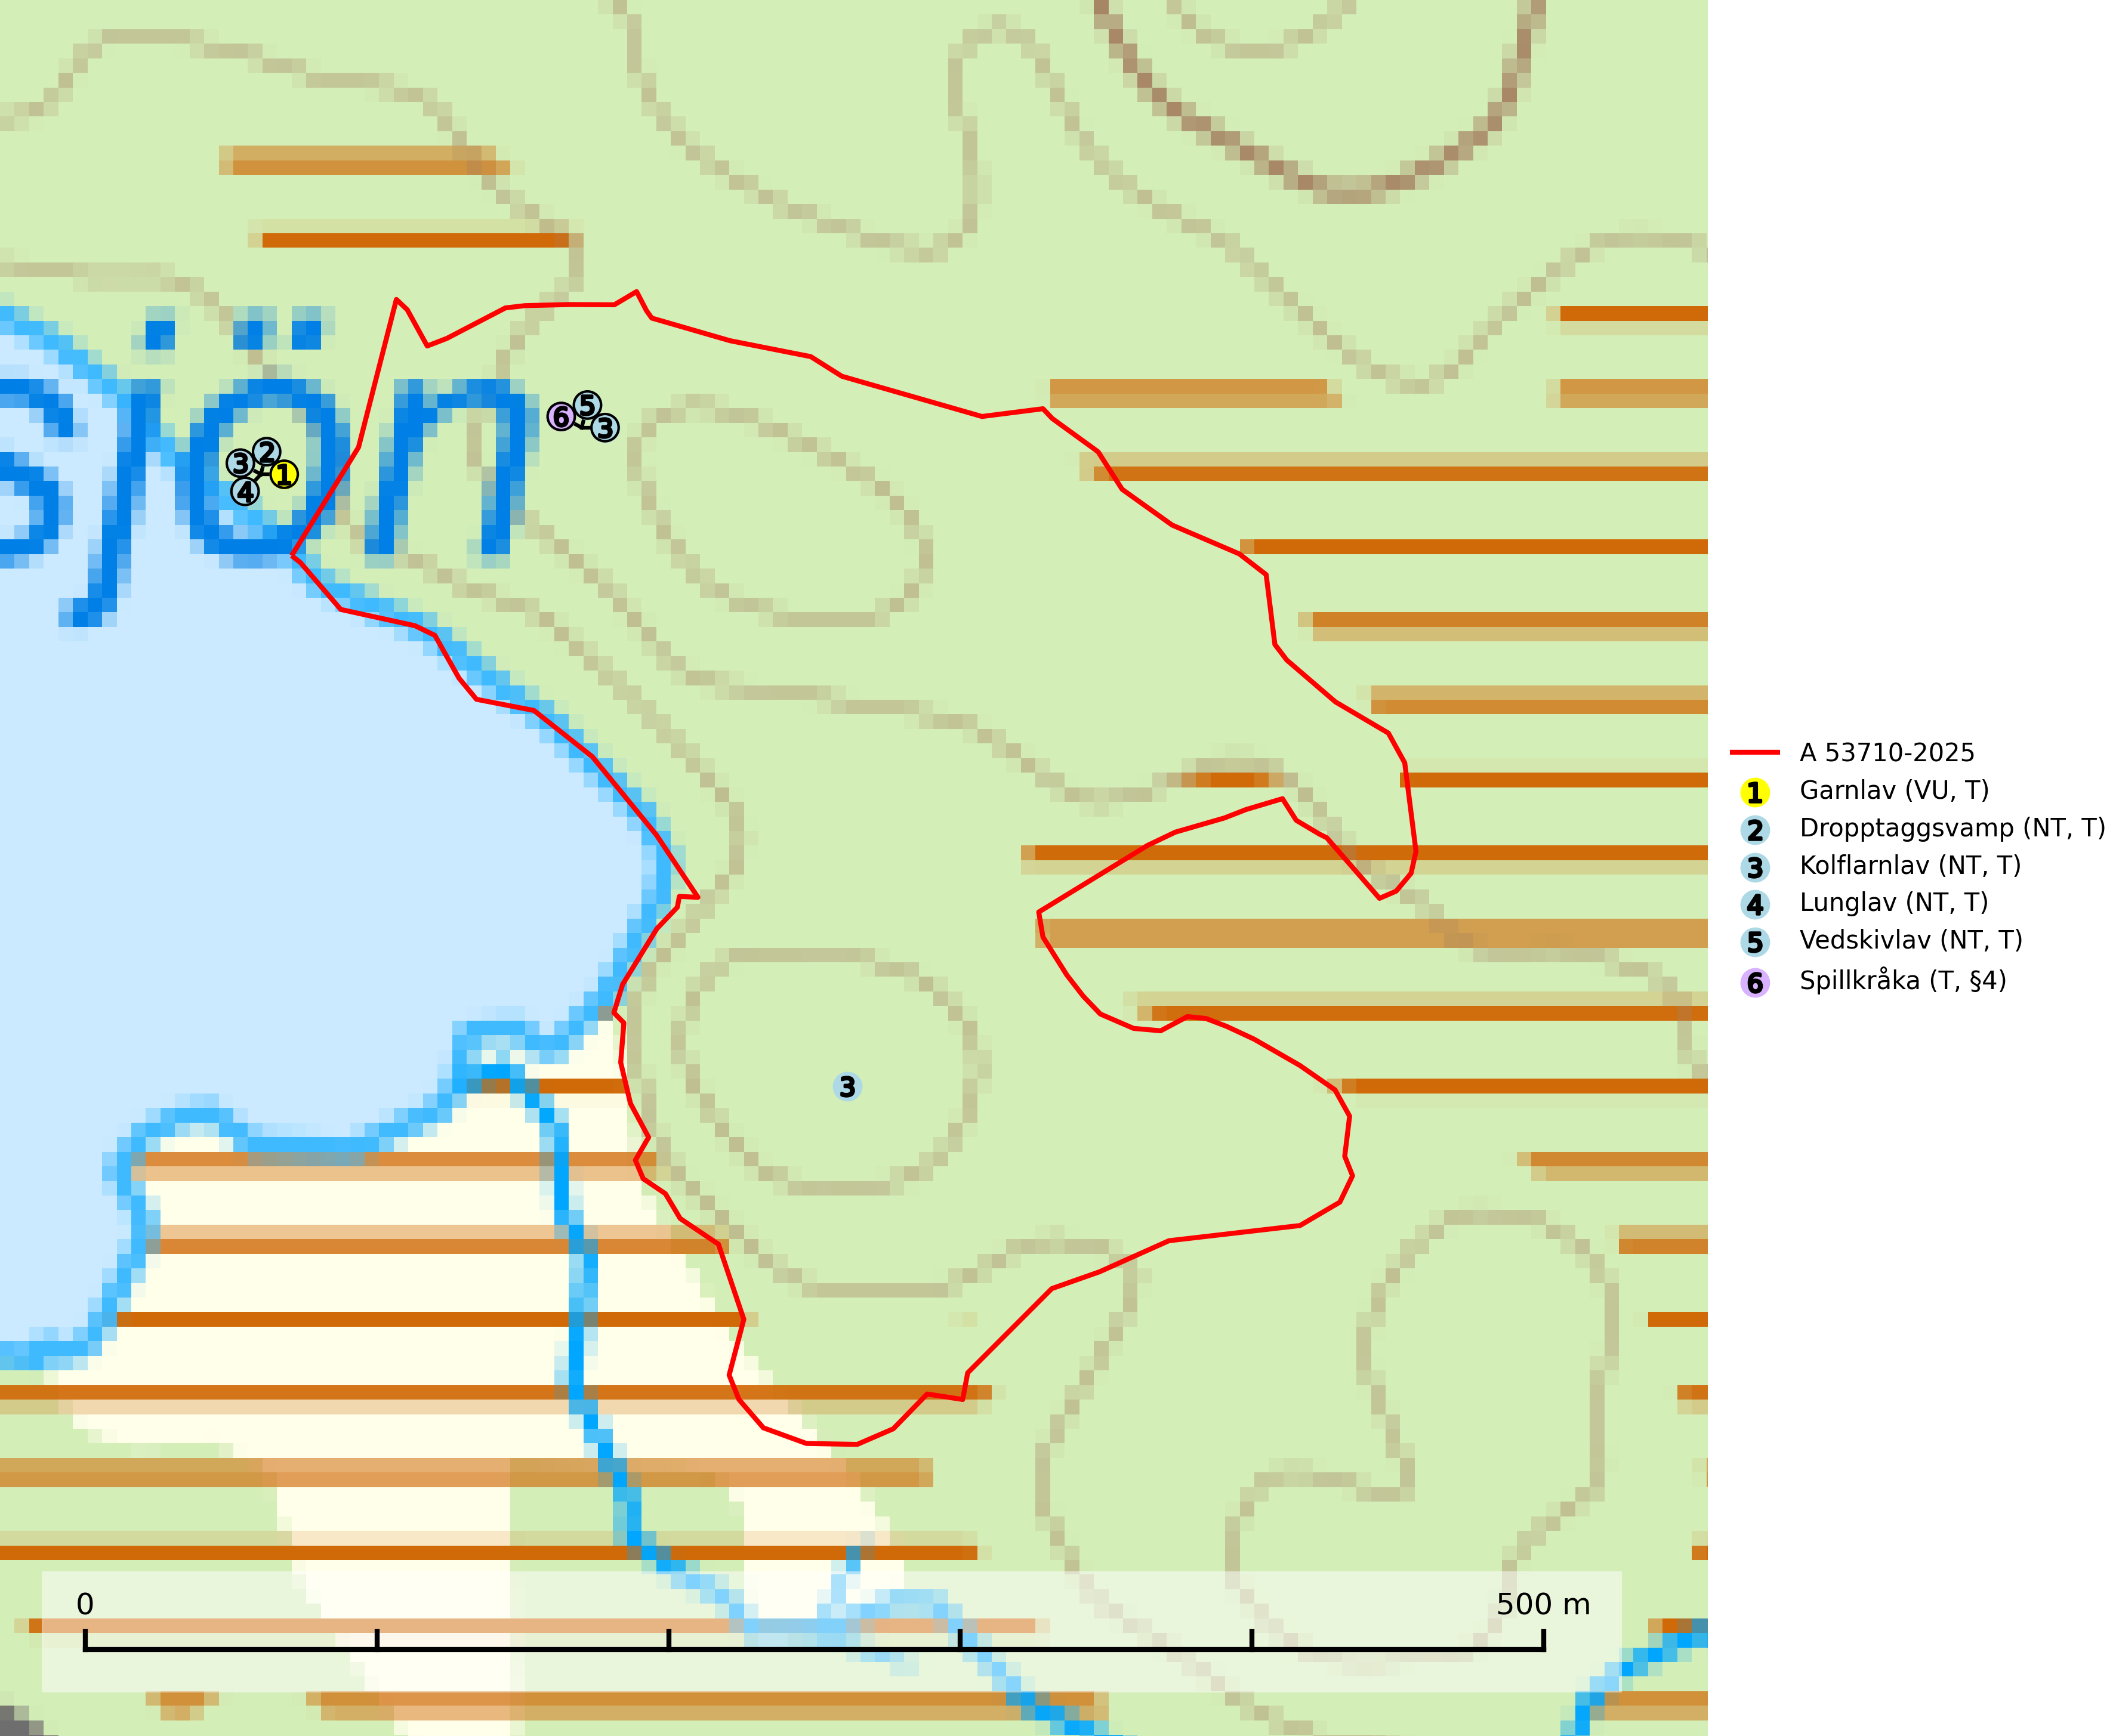 sjön
6
5
3
3
2
1
4
3
A 53710-2025
1 Garnlav (VU, T)
2 Dropptaggsvamp (NT, T)
3 Kolflarnlav (NT, T)
4 Lunglav (NT, T)
5 Vedskivlav (NT, T)
6 Spillkråka (T, §4)
0 500 m